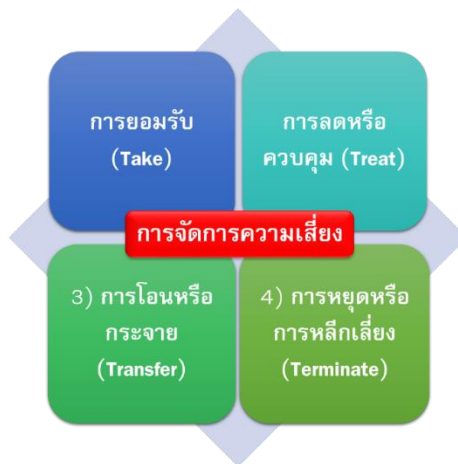 การยอมรับ
(Take)
การลดหรือ
ควบคุม (Treat)
การจัดการความเสี่ยง
3) การโอนหรือ
กระจาย
(Transfer)
4) การหยุดหรือ
การหลีกเลี่ยง
(Terminate)